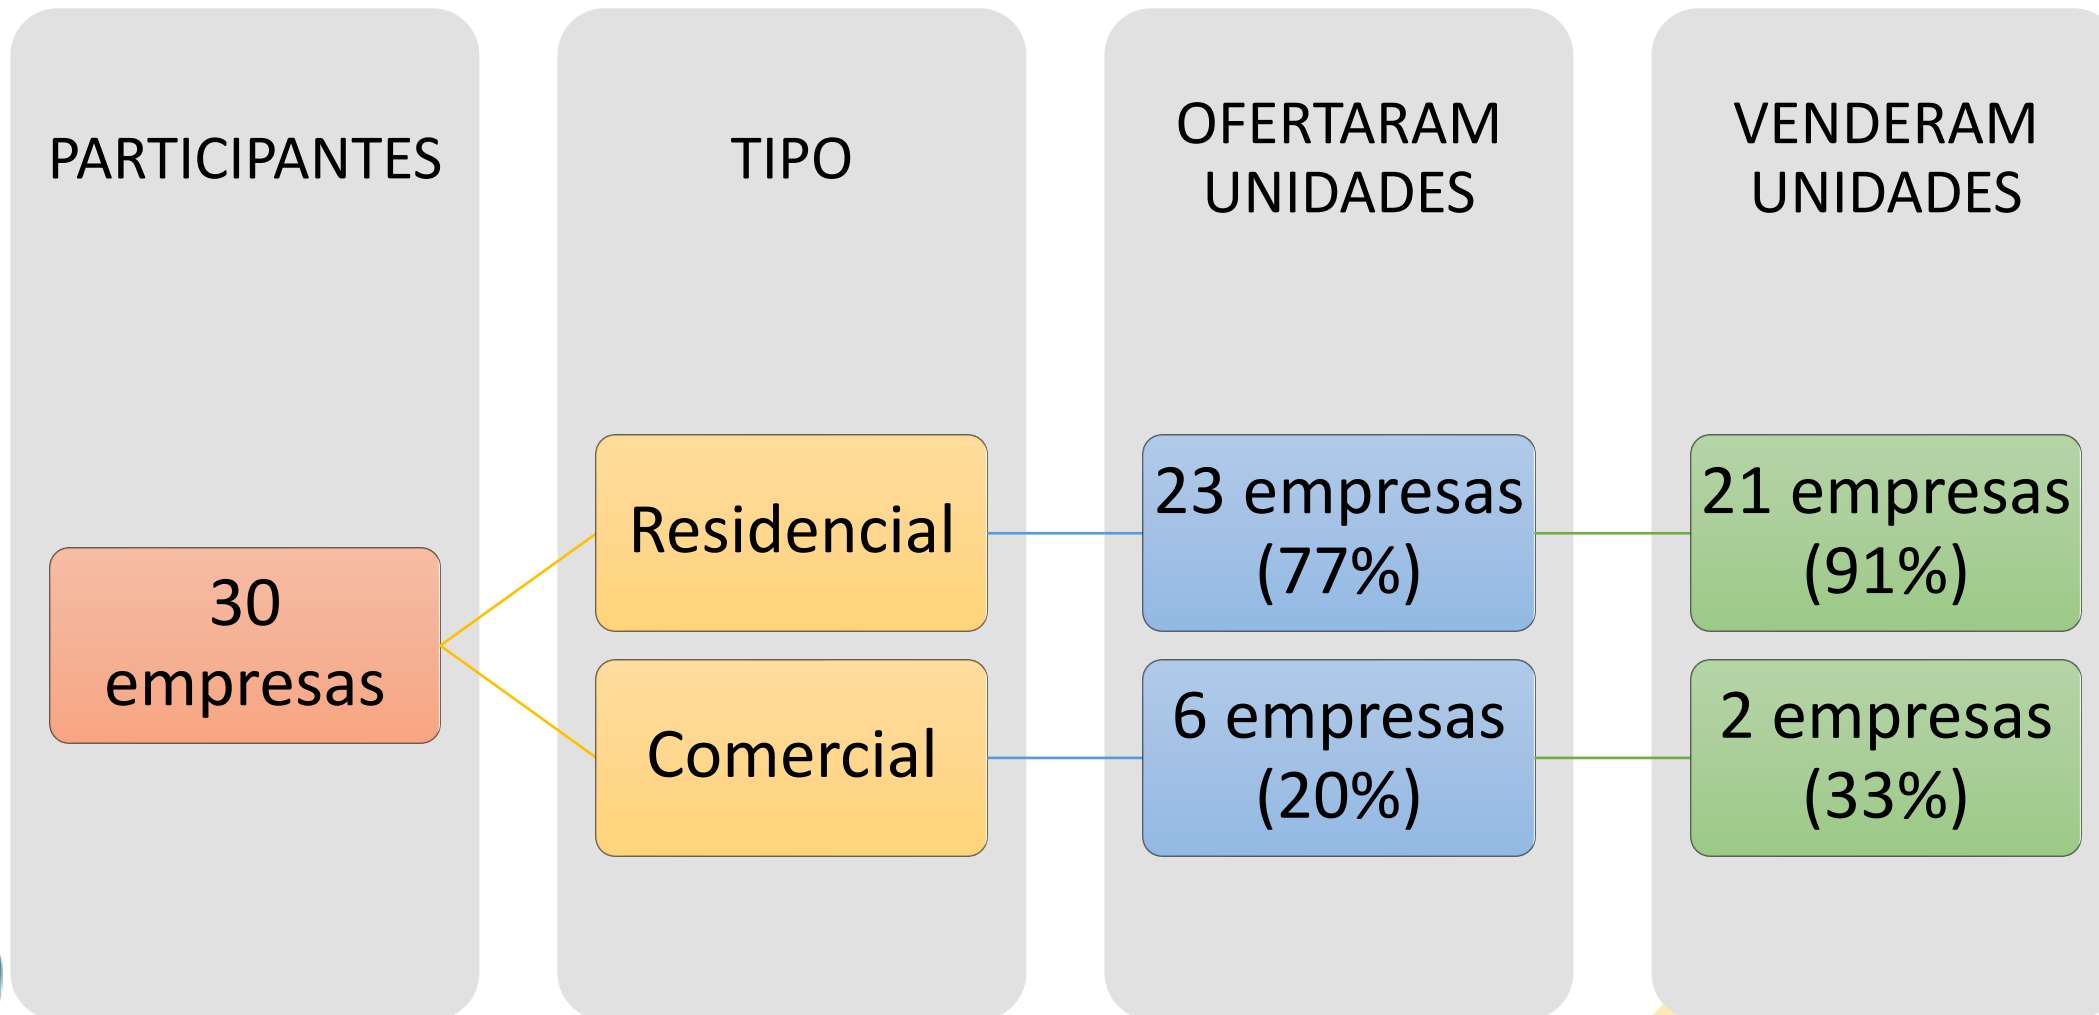 PARTICIPANTES
TIPO
OFERTARAM
UNIDADES
VENDERAM
UNIDADES
30
empresas
Residencial
23 empresas
(77%)
21 empresas
(91%)
Comercial
6 empresas
(20%)
2 empresas
(33%)